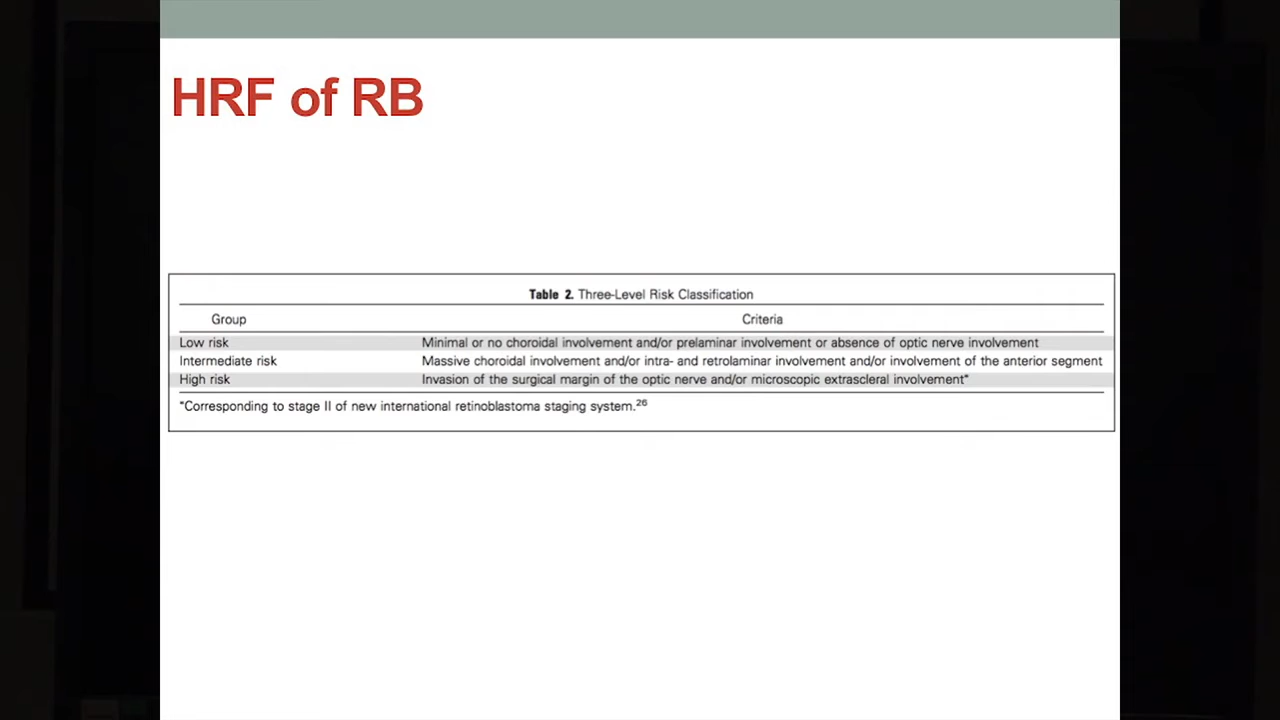 HRF of RB
Table 2. Three-Level Risk Classification
Group Criteria
Low risk Minimal or no choroidal involvement and/or prelaminar involvement or absence of optic nerve involvement
Intermediate risk Massive choroidal involvement and/or intra- and retrolaminar involvement and/or involvement of the anterior segment
High risk Invasion of the surgical margin of the optic nerve and/or microscopic extrascleral involvement*
*Corresponding to stage II of new international retinoblastoma staging system.26